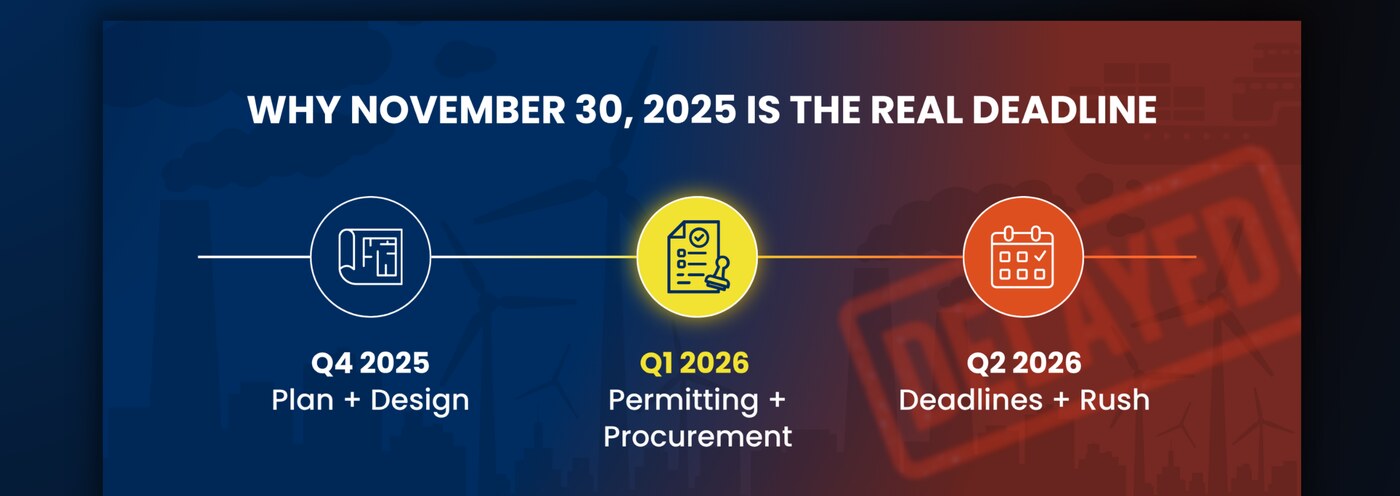 WHY NOVEMBER 30, 2025 IS THE REAL DEADLINE
DELAYED
Q4 2025
Plan + Design
Q1 2026
Permitting +
Procurement
Q2 2026
Deadlines + Rush